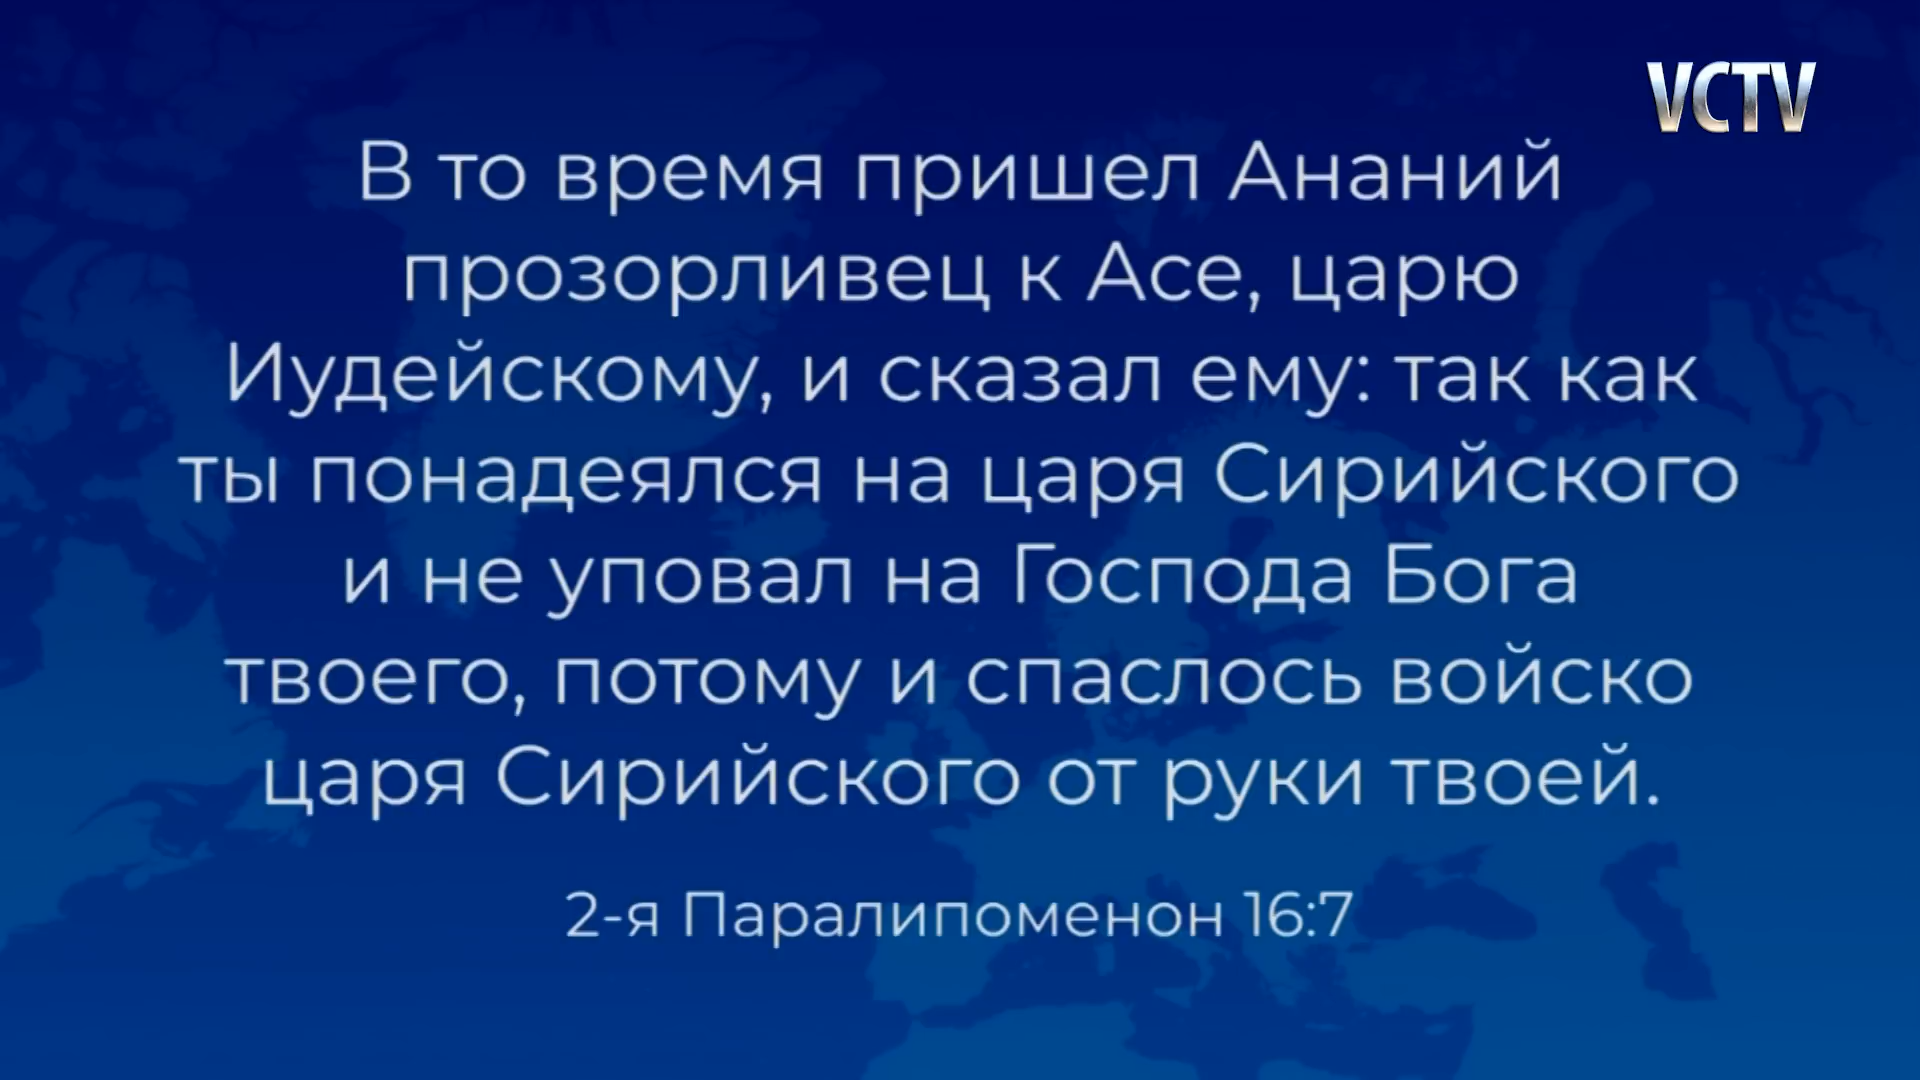 VCTV
В то время пришел Ананий
прозорливец к Асе, царю
Иудейскому, и сказал ему: так как
ты понадеялся на царя Сирийского
и не уповал на Господа Бога
твоего, потому и спаслось войско
царя Сирийского от руки твоей.
2-я Паралипоменон 16:7